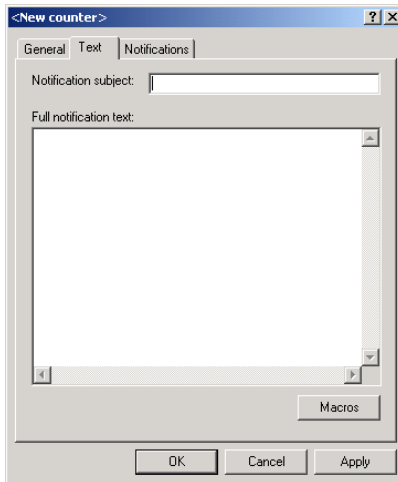 <New counter>
General Text Notifications
Notification subject:
Full notification text:
Macros
OK Cancel Apply